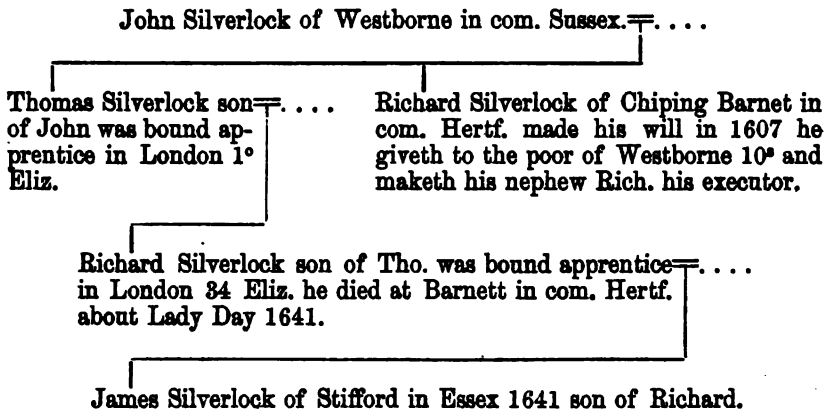 John Silverlock of Westborne in com. Sussex.=....
Thomas Silverlock son=....
of John was bound ap-
prentice in London 1º
Eliz.
Richard Silverlock of Chiping Barnet in
com. Hertf. made his will in 1607 he
giveth to the poor of Westborne 10ˢ and
maketh his nephew Rich. his executor.
Richard Silverlock son of Tho. was bound apprentice=....
in London 34 Eliz. he died at Barnett in com. Hertf.
about Lady Day 1641.
James Silverlock of Stifford in Essex 1641 son of Richard.